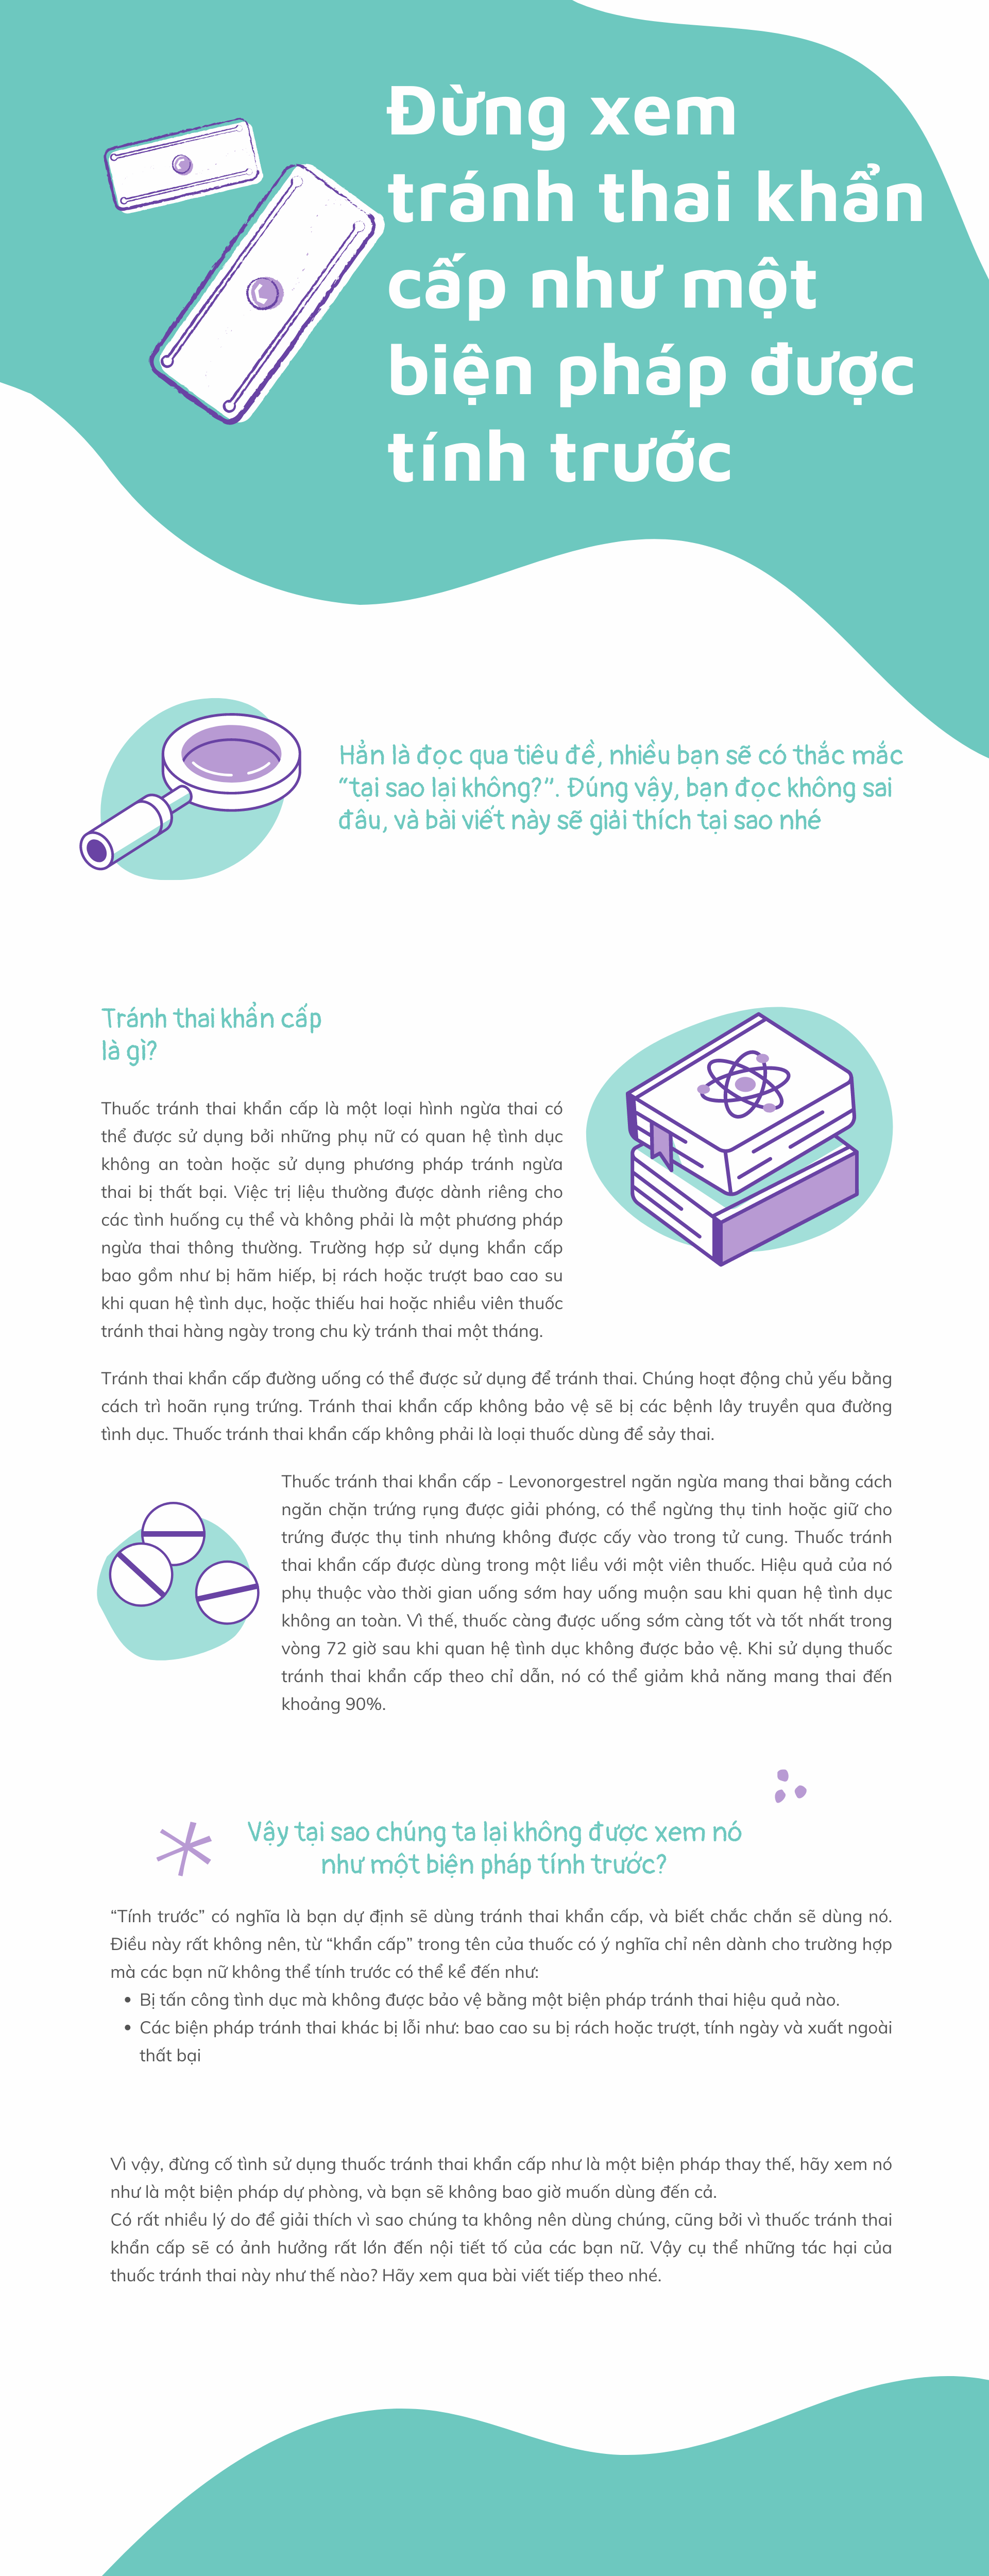 Đừng xem
tránh thai khẩn
cấp như một
biện pháp được
tính trước
Hẳn là đọc qua tiêu đề, nhiều bạn sẽ có thắc mắc
“tại sao lại không?”. Đúng vậy, bạn đọc không sai
đâu, và bài viết này sẽ giải thích tại sao nhé
Tránh thai khẩn cấp
là gì?
Thuốc tránh thai khẩn cấp là một loại hình ngừa thai có
thể được sử dụng bởi những phụ nữ có quan hệ tình dục
không an toàn hoặc sử dụng phương pháp tránh ngừa
thai bị thất bại. Việc trị liệu thường được dành riêng cho
các tình huống cụ thể và không phải là một phương pháp
ngừa thai thông thường. Trường hợp sử dụng khẩn cấp
bao gồm như bị hãm hiếp, bị rách hoặc trượt bao cao su
khi quan hệ tình dục, hoặc thiếu hai hoặc nhiều viên thuốc
tránh thai hàng ngày trong chu kỳ tránh thai một tháng.
Tránh thai khẩn cấp đường uống có thể được sử dụng để tránh thai. Chúng hoạt động chủ yếu bằng
cách trì hoãn rụng trứng. Tránh thai khẩn cấp không bảo vệ sẽ bị các bệnh lây truyền qua đường
tình dục. Thuốc tránh thai khẩn cấp không phải là loại thuốc dùng để sảy thai.
Thuốc tránh thai khẩn cấp - Levonorgestrel ngăn ngừa mang thai bằng cách
ngăn chặn trứng rụng được giải phóng, có thể ngừng thụ tinh hoặc giữ cho
trứng được thụ tinh nhưng không được cấy vào trong tử cung. Thuốc tránh
thai khẩn cấp được dùng trong một liều với một viên thuốc. Hiệu quả của nó
phụ thuộc vào thời gian uống sớm hay uống muộn sau khi quan hệ tình dục
không an toàn. Vì thế, thuốc càng được uống sớm càng tốt và tốt nhất trong
vòng 72 giờ sau khi quan hệ tình dục không được bảo vệ. Khi sử dụng thuốc
tránh thai khẩn cấp theo chỉ dẫn, nó có thể giảm khả năng mang thai đến
khoảng 90%.
Vậy tại sao chúng ta lại không được xem nó
như một biện pháp tính trước?
“Tính trước” có nghĩa là bạn dự định sẽ dùng tránh thai khẩn cấp, và biết chắc chắn sẽ dùng nó.
Điều này rất không nên, từ “khẩn cấp” trong tên của thuốc có ý nghĩa chỉ nên dành cho trường hợp
mà các bạn nữ không thể tính trước có thể kể đến như:
• Bị tấn công tình dục mà không được bảo vệ bằng một biện pháp tránh thai hiệu quả nào.
• Các biện pháp tránh thai khác bị lỗi như: bao cao su bị rách hoặc trượt, tính ngày và xuất ngoài
thất bại
Vì vậy, đừng cố tình sử dụng thuốc tránh thai khẩn cấp như là một biện pháp thay thế, hãy xem nó
như là một biện pháp dự phòng, và bạn sẽ không bao giờ muốn dùng đến cả.
Có rất nhiều lý do để giải thích vì sao chúng ta không nên dùng chúng, cũng bởi vì thuốc tránh thai
khẩn cấp sẽ có ảnh hưởng rất lớn đến nội tiết tố của các bạn nữ. Vậy cụ thể những tác hại của
thuốc tránh thai này như thế nào? Hãy xem qua bài viết tiếp theo nhé.